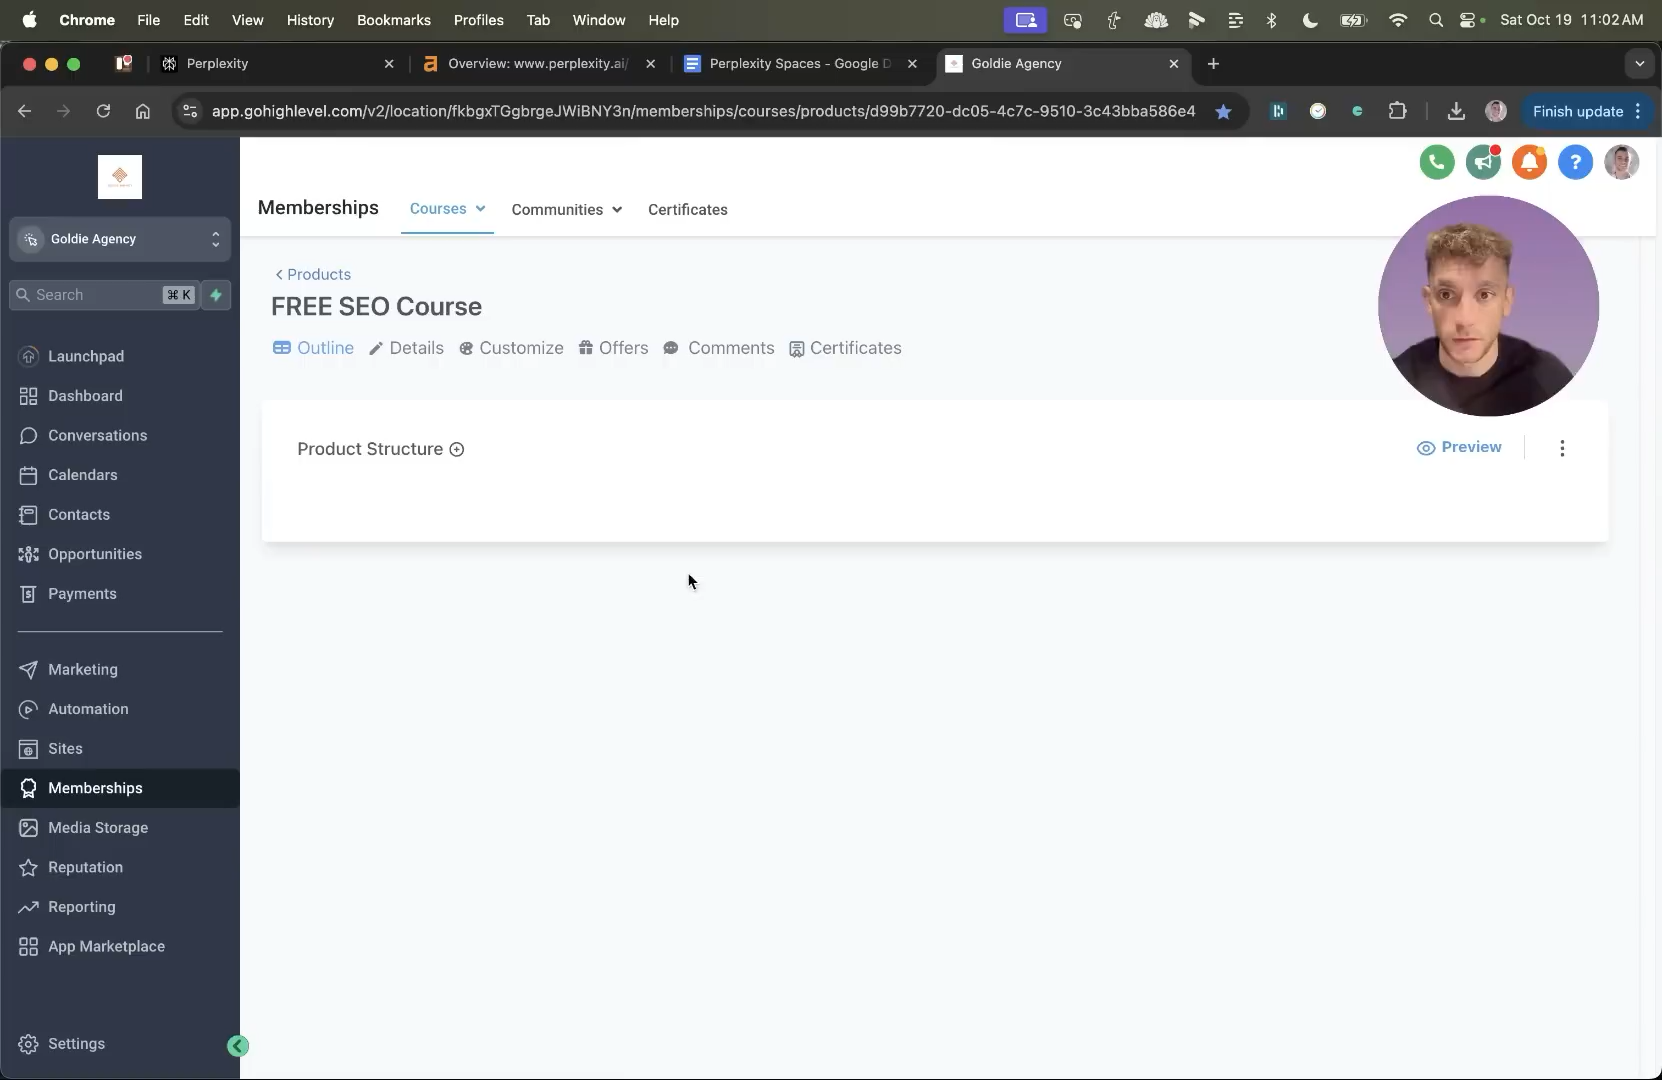 Chrome File Edit View History Bookmarks Profiles Tab Window Help Sat Oct 19 11:02 AM
Perplexity Overview: www.perplexity.ai/ Perplexity Spaces - Google D Goldie Agency
app.gohighlevel.com/v2/location/fkbgxTGgbrgeJWiBNY3n/memberships/courses/products/d99b7720-dc05-4c7c-9510-3c43bba586e4 Finish update
Goldie Agency
Search ⌘ K
Launchpad
Dashboard
Conversations
Calendars
Contacts
Opportunities
Payments
Marketing
Automation
Sites
Memberships
Media Storage
Reputation
Reporting
App Marketplace
Settings
Memberships Courses Communities Certificates
Products
FREE SEO Course
Outline Details Customize Offers Comments Certificates
Product Structure
Preview